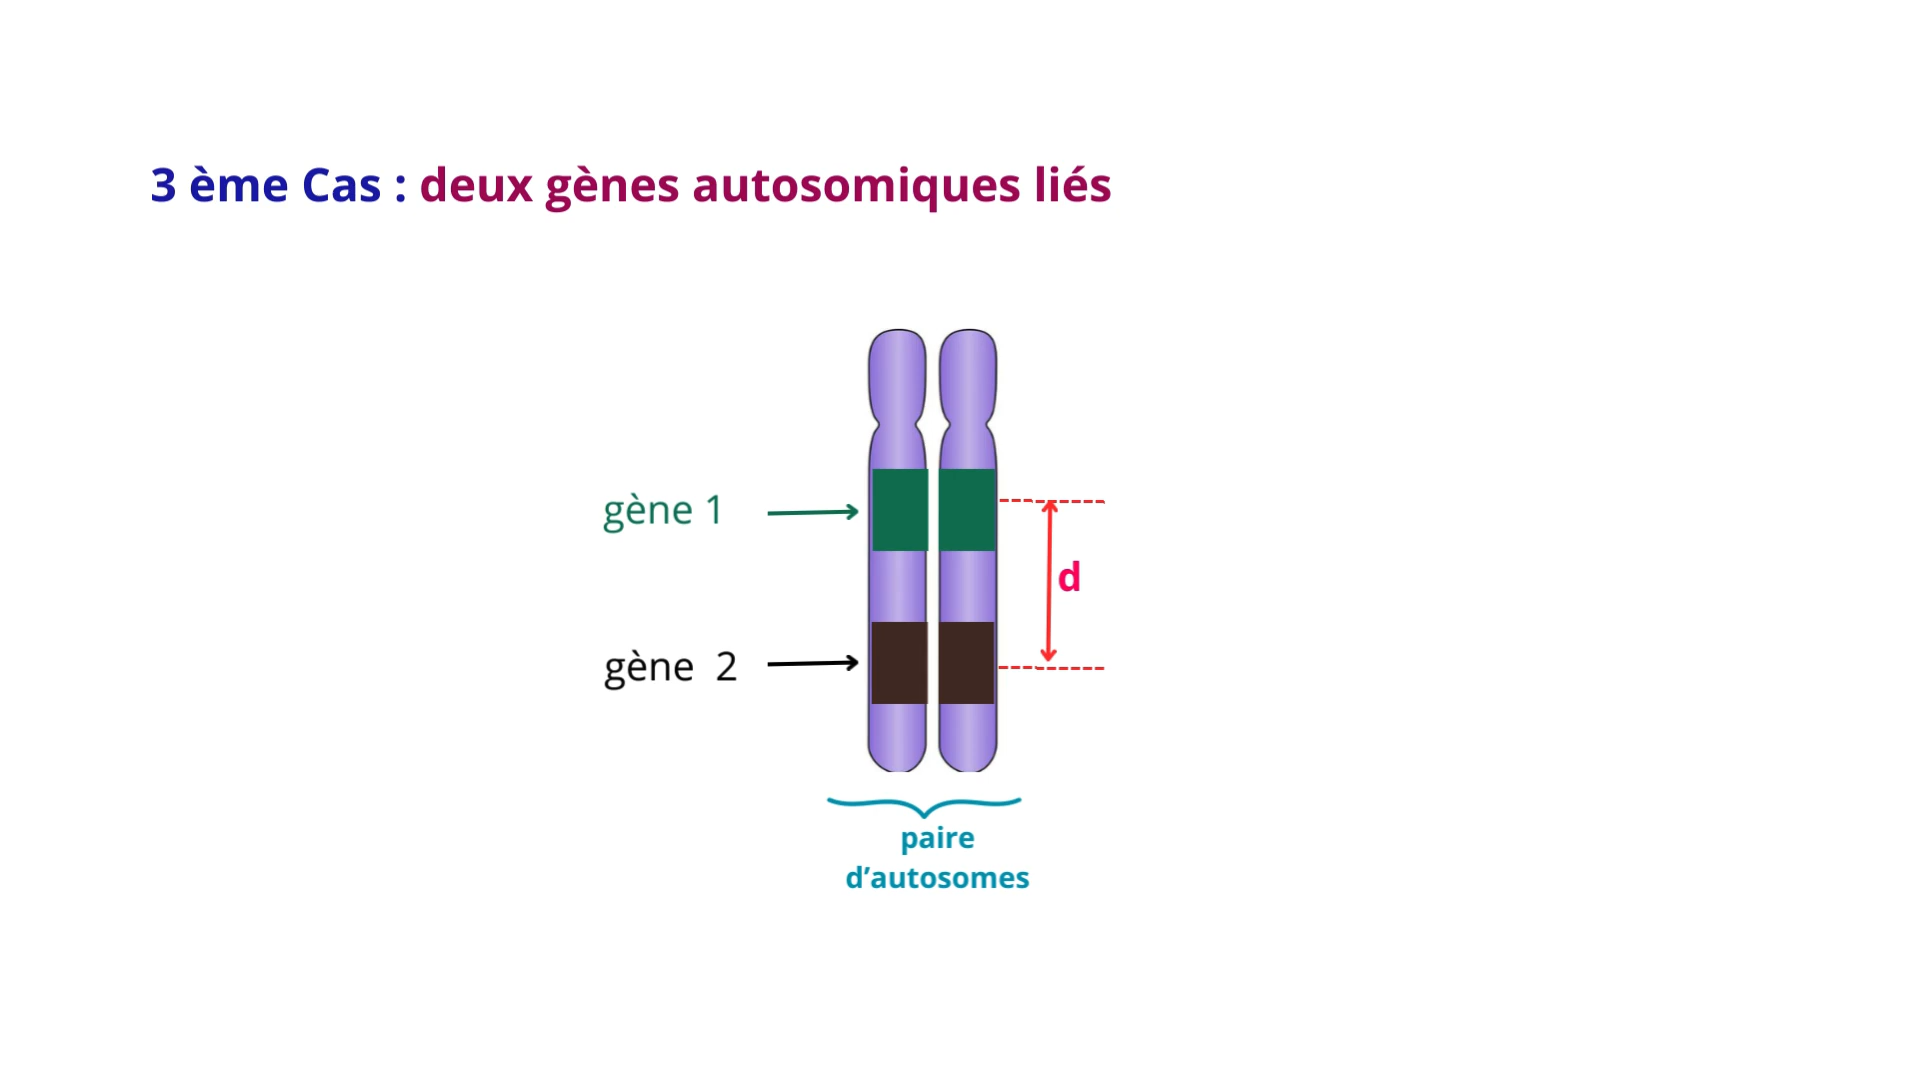 3 ème Cas : deux gènes autosomiques liés
gène 1
d
gène 2
paire
d’autosomes